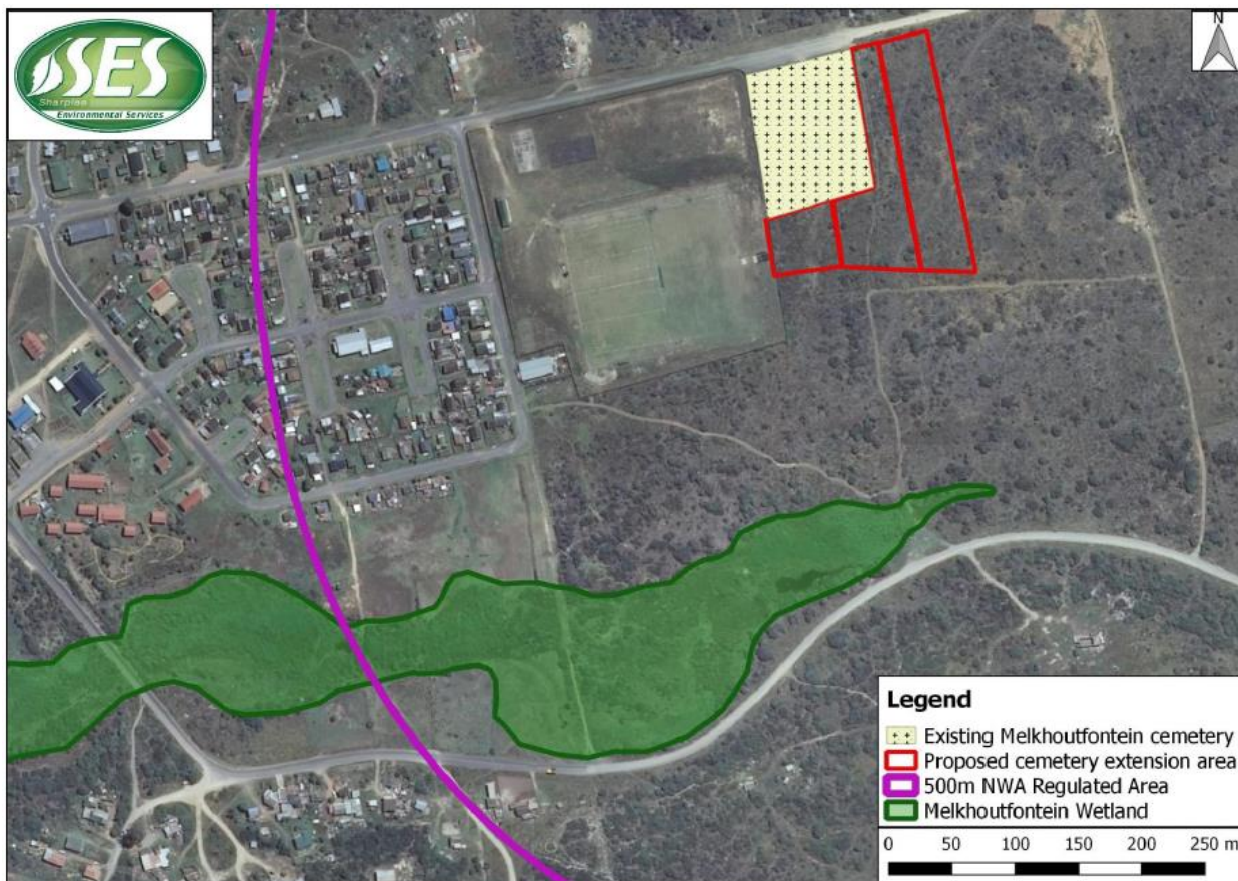 SES
Sharples
Environmental Services
N
Legend
Existing Melkhoutfontein cemetery
Proposed cemetery extension area
500m NWA Regulated Area
Melkhoutfontein Wetland
0 50 100 150 200 250 m